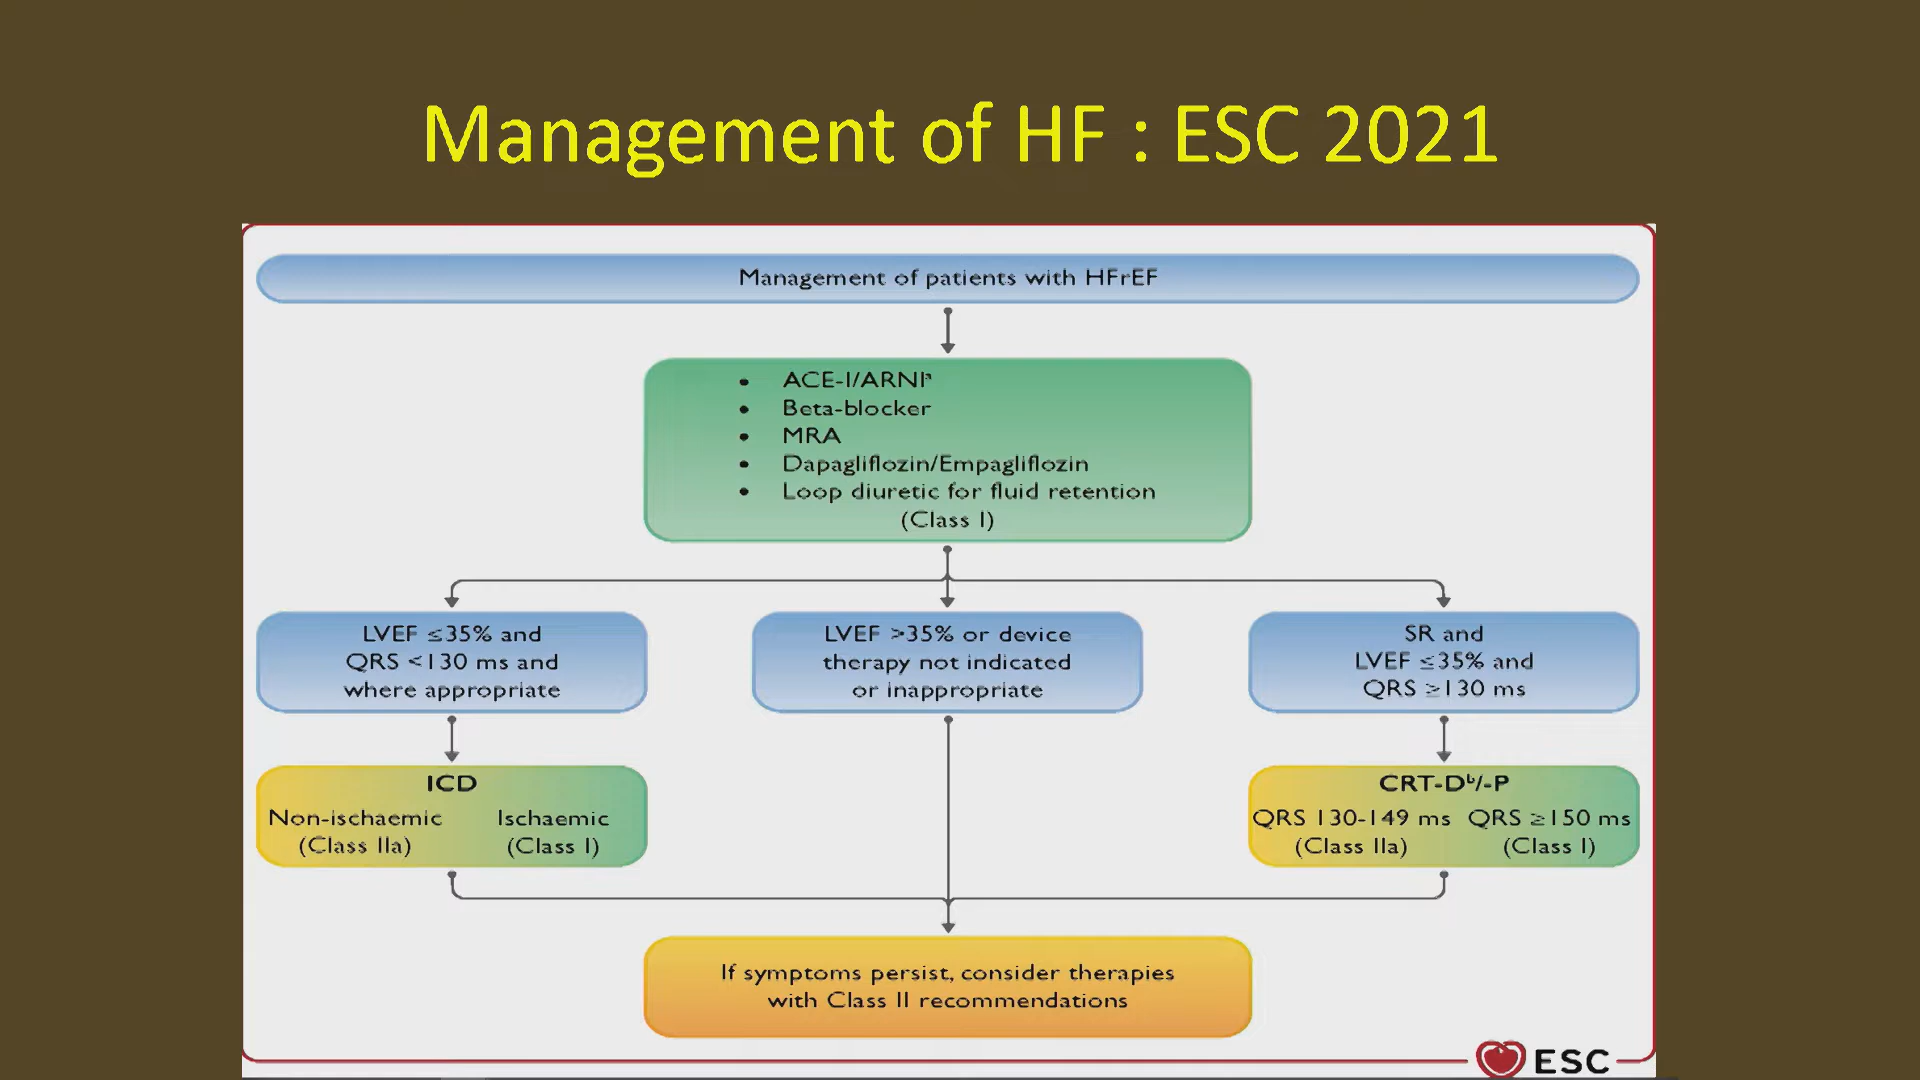 Management of HF : ESC 2021
Management of patients with HFrEF
• ACE-I/ARNIᵃ
• Beta-blocker
• MRA
• Dapagliflozin/Empagliflozin
• Loop diuretic for fluid retention
(Class I)
LVEF ≤35% and
QRS <130 ms and
where appropriate
LVEF >35% or device
therapy not indicated
or inappropriate
SR and
LVEF ≤35% and
QRS ≥130 ms
ICD
Non-ischaemic
(Class IIa)
Ischaemic
(Class I)
CRT-Dᵇ/-P
QRS 130-149 ms
(Class IIa)
QRS ≥150 ms
(Class I)
If symptoms persist, consider therapies
with Class II recommendations
ESC